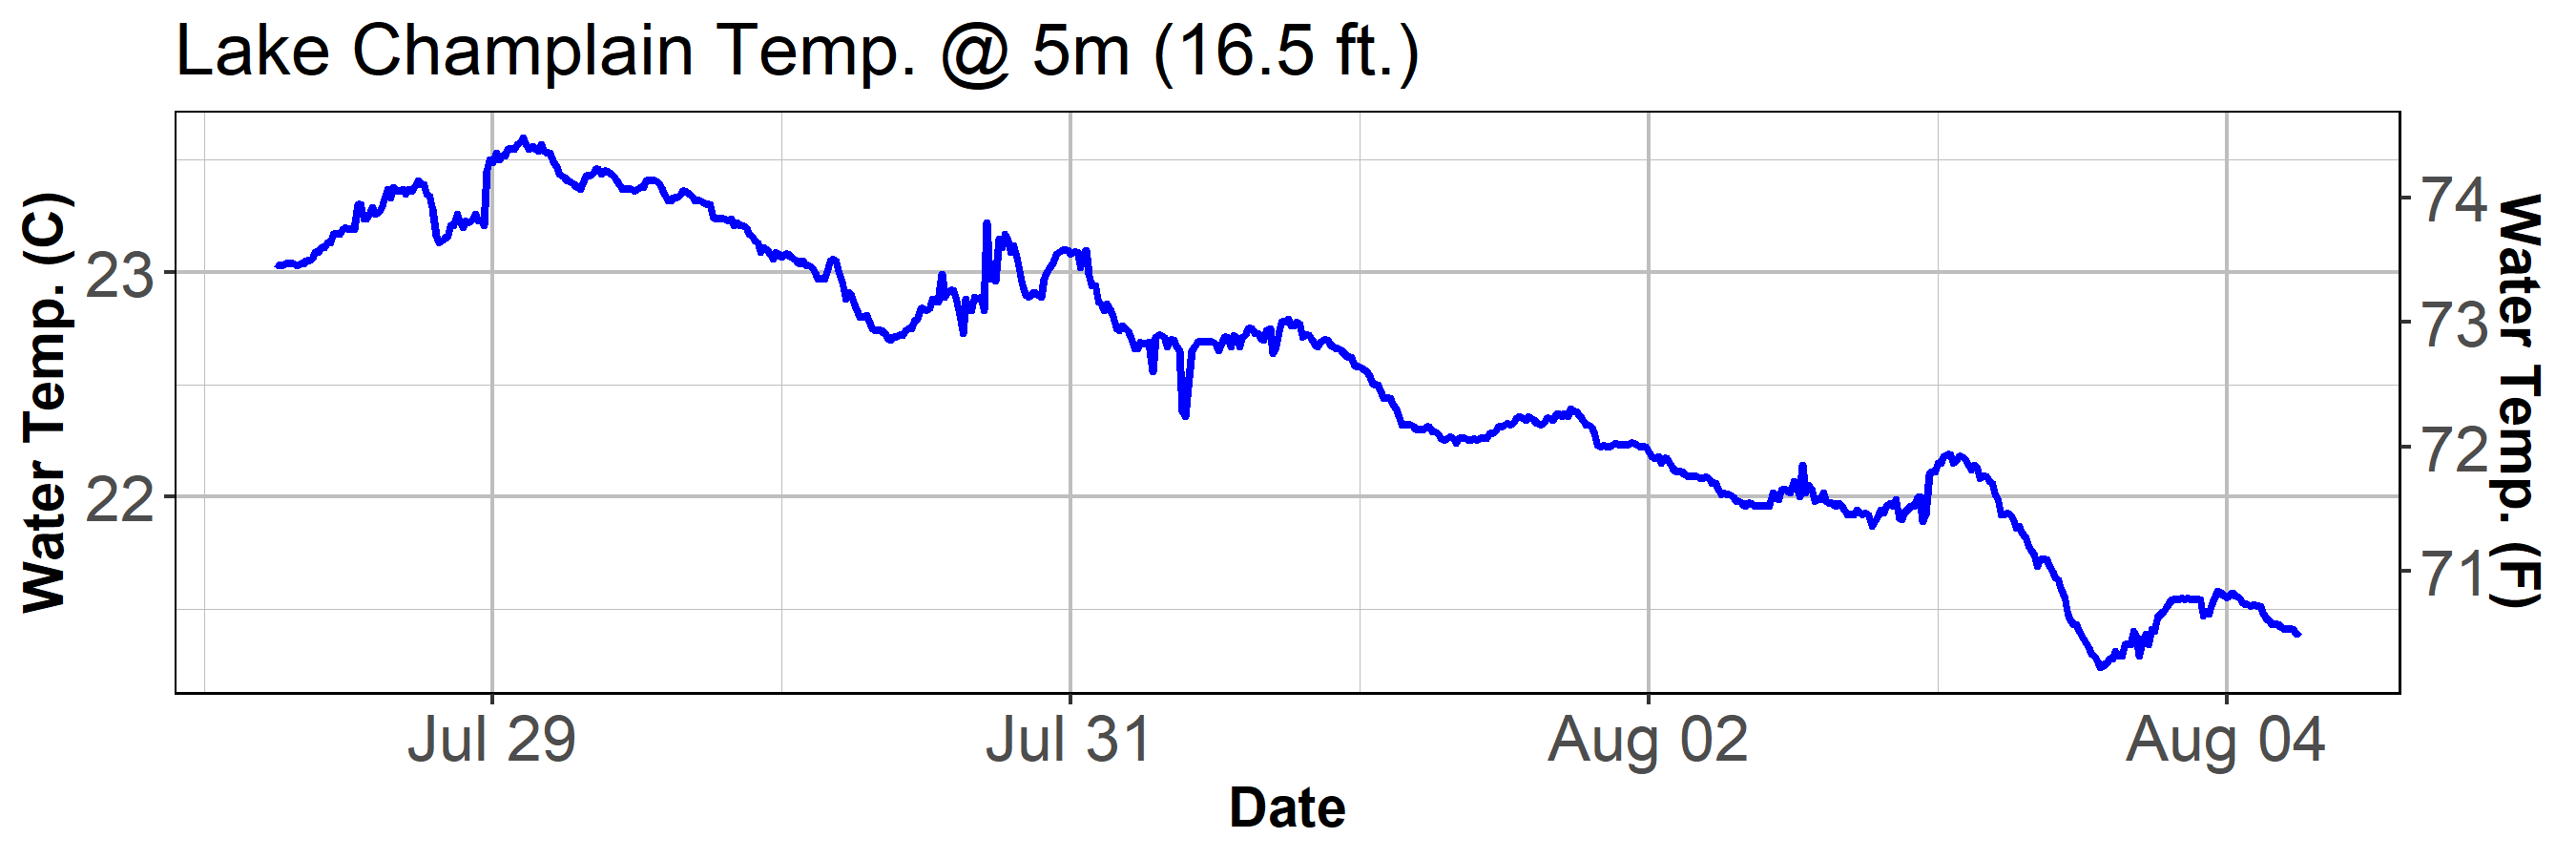 Lake Champlain Temp. @ 5m (16.5 ft.)
Water Temp. (C)
23
22
74
73
72
71
Water Temp. (F)
Jul 29
Jul 31
Aug 02
Aug 04
Date